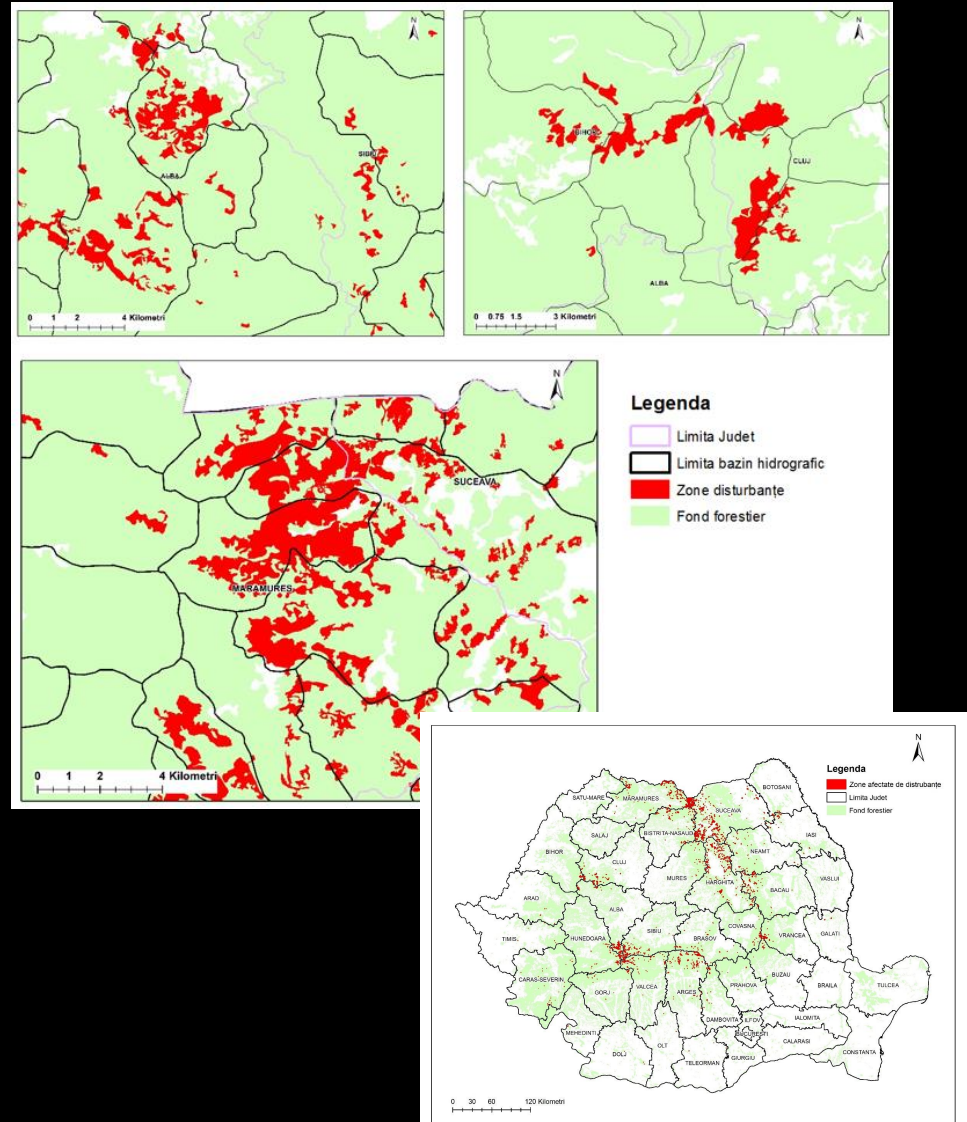 N
ALBA
SIBIU
0 1 2 4 Kilometri
N
BIHOR
CLUJ
ALBA
0 0.75 1.5 3 Kilometri
N
SUCEAVA
MARAMURES
0 1 2 4 Kilometri
Legenda
Limita Judet
Limita bazin hidrografic
Zone disturbanțe
Fond forestier
N
Legenda
Zone afectate de distrubanțe
Limita Judet
Fond forestier
BOTOSANI
SATU-MARE
MARAMURES
SUCEAVA
SALAJ
BISTRITA-NASAUD
IASI
BIHOR
CLUJ
NEAMT
MURES
HARGHITA
VASLUI
BACAU
ARAD
ALBA
COVASNA
SIBIU
BRASOV
VRANCEA
GALATI
TIMIS
HUNEDOARA
CARAS-SEVERIN
BUZAU
GORJ
VALCEA
ARGES
PRAHOVA
BRAILA
TULCEA
DAMBOVITA
ILFOV
IALOMITA
MEHEDINTI
BUCURESTI
CALARASI
DOLJ
OLT
TELEORMAN
GIURGIU
CONSTANTA
0 30 60 120 Kilometri